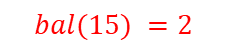 bal(15) = 2